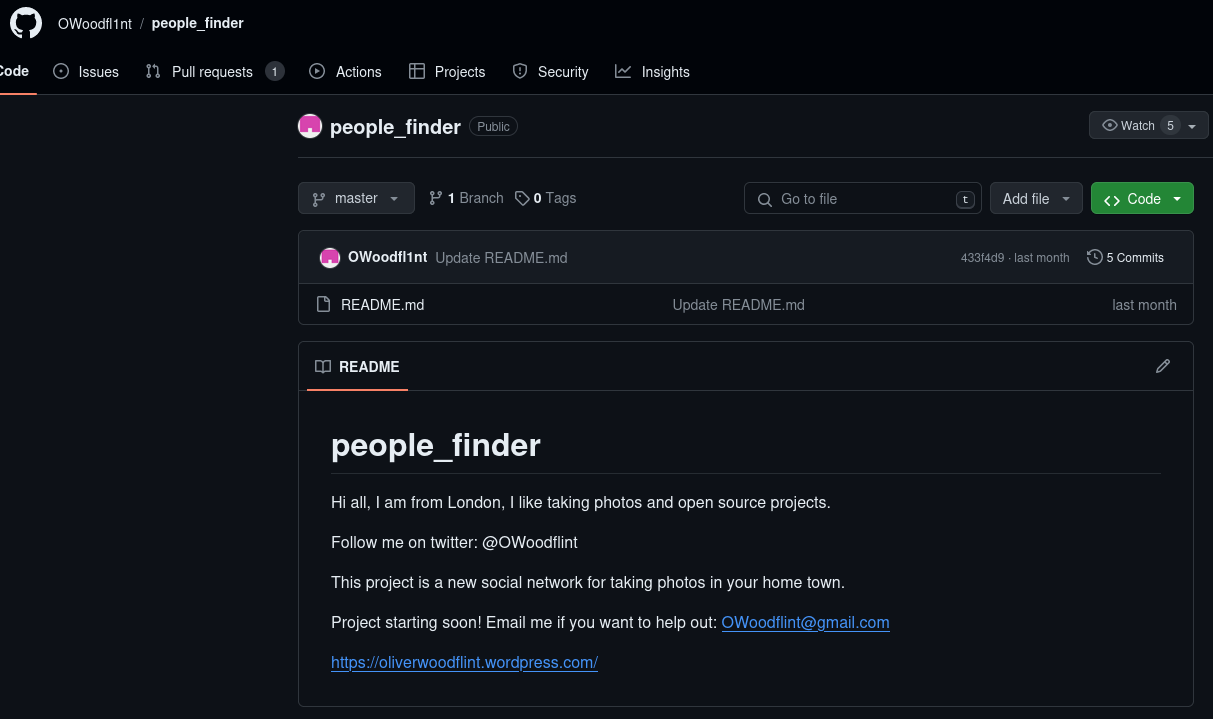 OWoodfl1nt / people_finder
Code Issues Pull requests 1 Actions Projects Security Insights
people_finder Public Watch 5
master 1 Branch 0 Tags Go to file t Add file <> Code
OWoodfl1nt Update README.md 433f4d9 · last month 5 Commits
README.md Update README.md last month
README
people_finder
Hi all, I am from London, I like taking photos and open source projects.
Follow me on twitter: @OWoodflint
This project is a new social network for taking photos in your home town.
Project starting soon! Email me if you want to help out: OWoodflint@gmail.com
https://oliverwoodflint.wordpress.com/